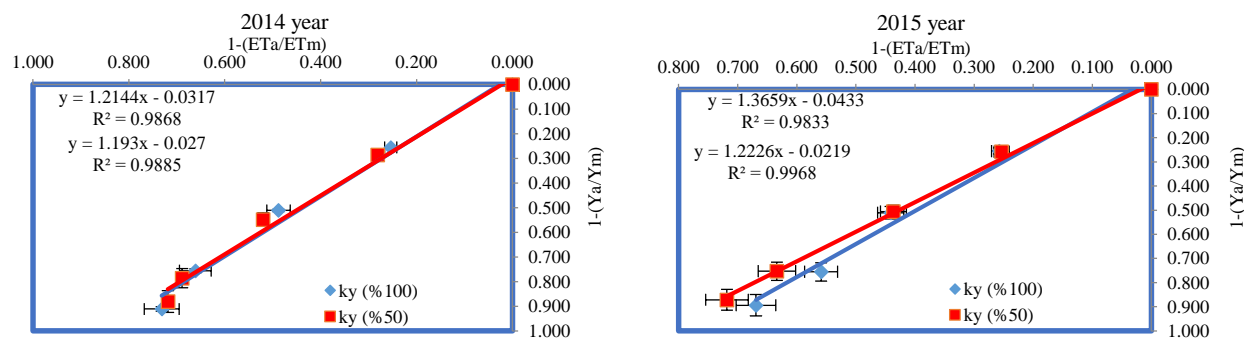 2014 year
1-(ETa/ETm)
1.000 0.800 0.600 0.400 0.200 0.000
0.000
0.100
0.200
0.300
0.400
0.500
0.600
0.700
0.800
0.900
1.000
1-(Ya/Ym)
y = 1.2144x - 0.0317
R² = 0.9868
y = 1.193x - 0.027
R² = 0.9885
ky (%100)
ky (%50)
2015 year
1-(ETa/ETm)
0.800 0.700 0.600 0.500 0.400 0.300 0.200 0.100 0.000
0.000
0.100
0.200
0.300
0.400
0.500
0.600
0.700
0.800
0.900
1.000
1-(Ya/Ym)
y = 1.3659x - 0.0433
R² = 0.9833
y = 1.2226x - 0.0219
R² = 0.9968
ky (%100)
ky (%50)